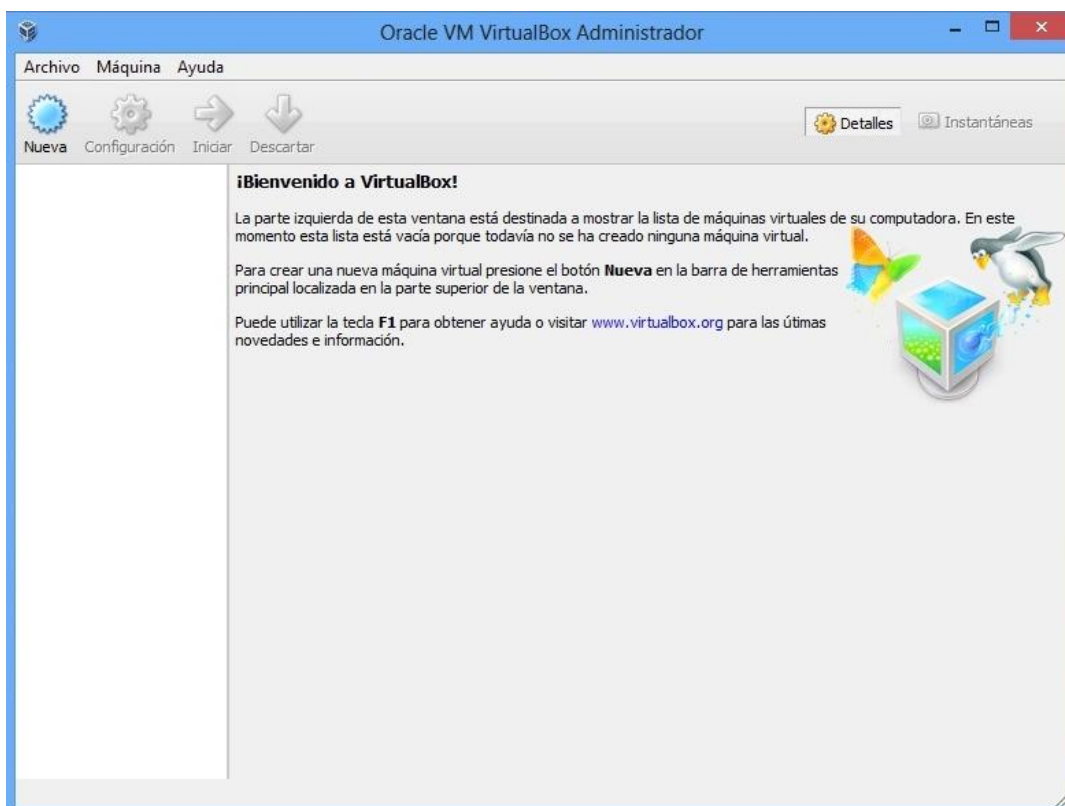 Oracle VM VirtualBox Administrador
Archivo Máquina Ayuda
Nueva Configuración Iniciar Descartar Detalles Instantáneas
¡Bienvenido a VirtualBox!
La parte izquierda de esta ventana está destinada a mostrar la lista de máquinas virtuales de su computadora. En este
momento esta lista está vacía porque todavía no se ha creado ninguna máquina virtual.
Para crear una nueva máquina virtual presione el botón Nueva en la barra de herramientas
principal localizada en la parte superior de la ventana.
Puede utilizar la tecla F1 para obtener ayuda o visitar www.virtualbox.org para las útimas
novedades e información.